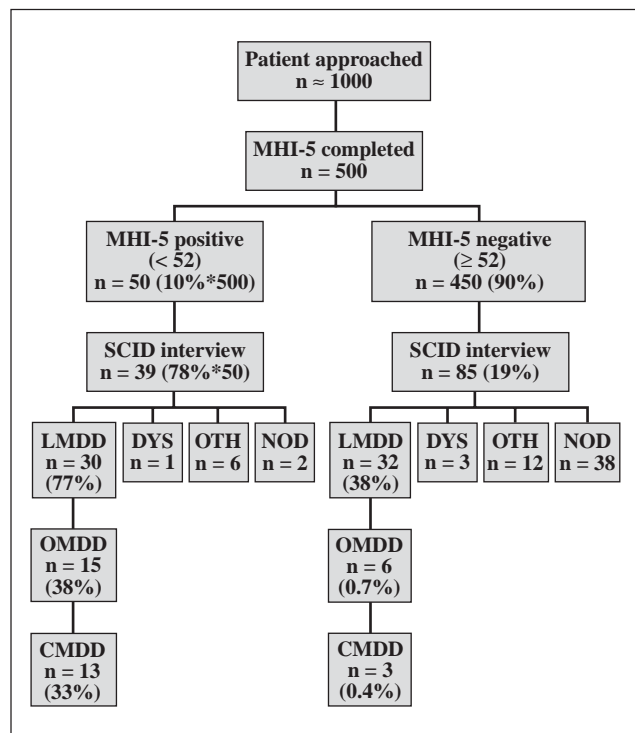 Patient approached
n ≈ 1000
MHI-5 completed
n = 500
MHI-5 positive
(< 52)
n = 50 (10%*500)
MHI-5 negative
(≥ 52)
n = 450 (90%)
SCID interview
n = 39 (78%*50)
SCID interview
n = 85 (19%)
LMDD
n = 30
(77%)
DYS
n = 1
OTH
n = 6
NOD
n = 2
LMDD
n = 32
(38%)
DYS
n = 3
OTH
n = 12
NOD
n = 38
OMDD
n = 15
(38%)
OMDD
n = 6
(0.7%)
CMDD
n = 13
(33%)
CMDD
n = 3
(0.4%)